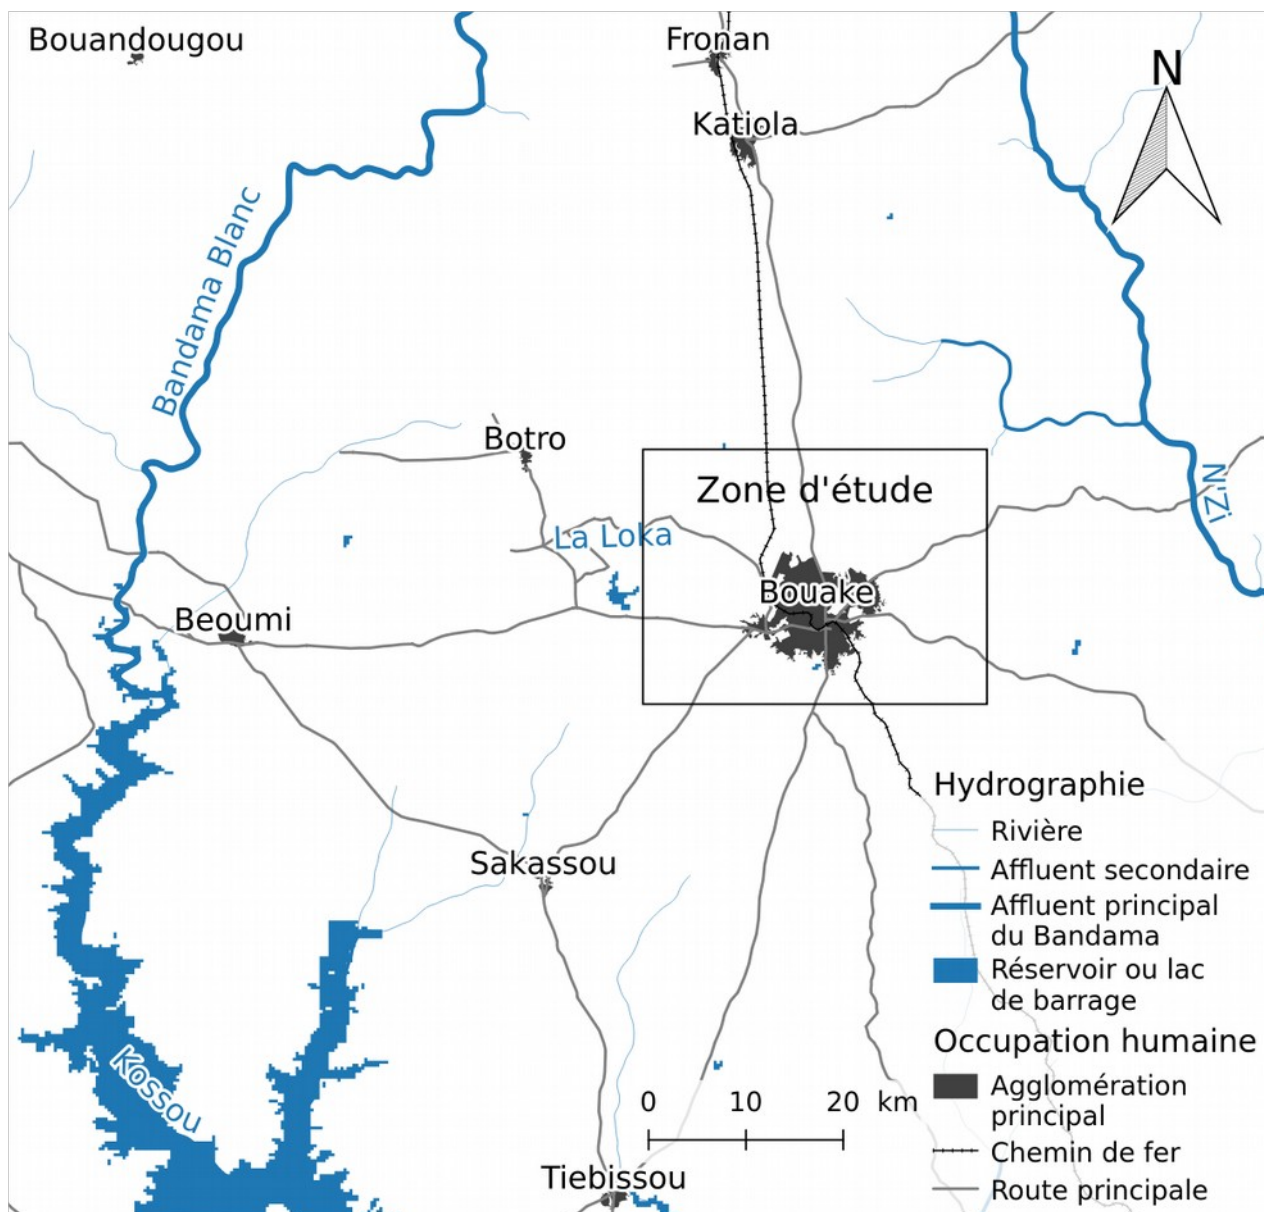 Bouandougou
Fronan
N
Katiola
Bandama Blanc
Botro
Zone d'étude
N'Zi
La Loka
Bouake
Beoumi
Sakassou
Kossou
Tiebissou
0 10 20 km
Hydrographie
Rivière
Affluent secondaire
Affluent principal
du Bandama
Réservoir ou lac
de barrage
Occupation humaine
Agglomération
principal
Chemin de fer
Route principale